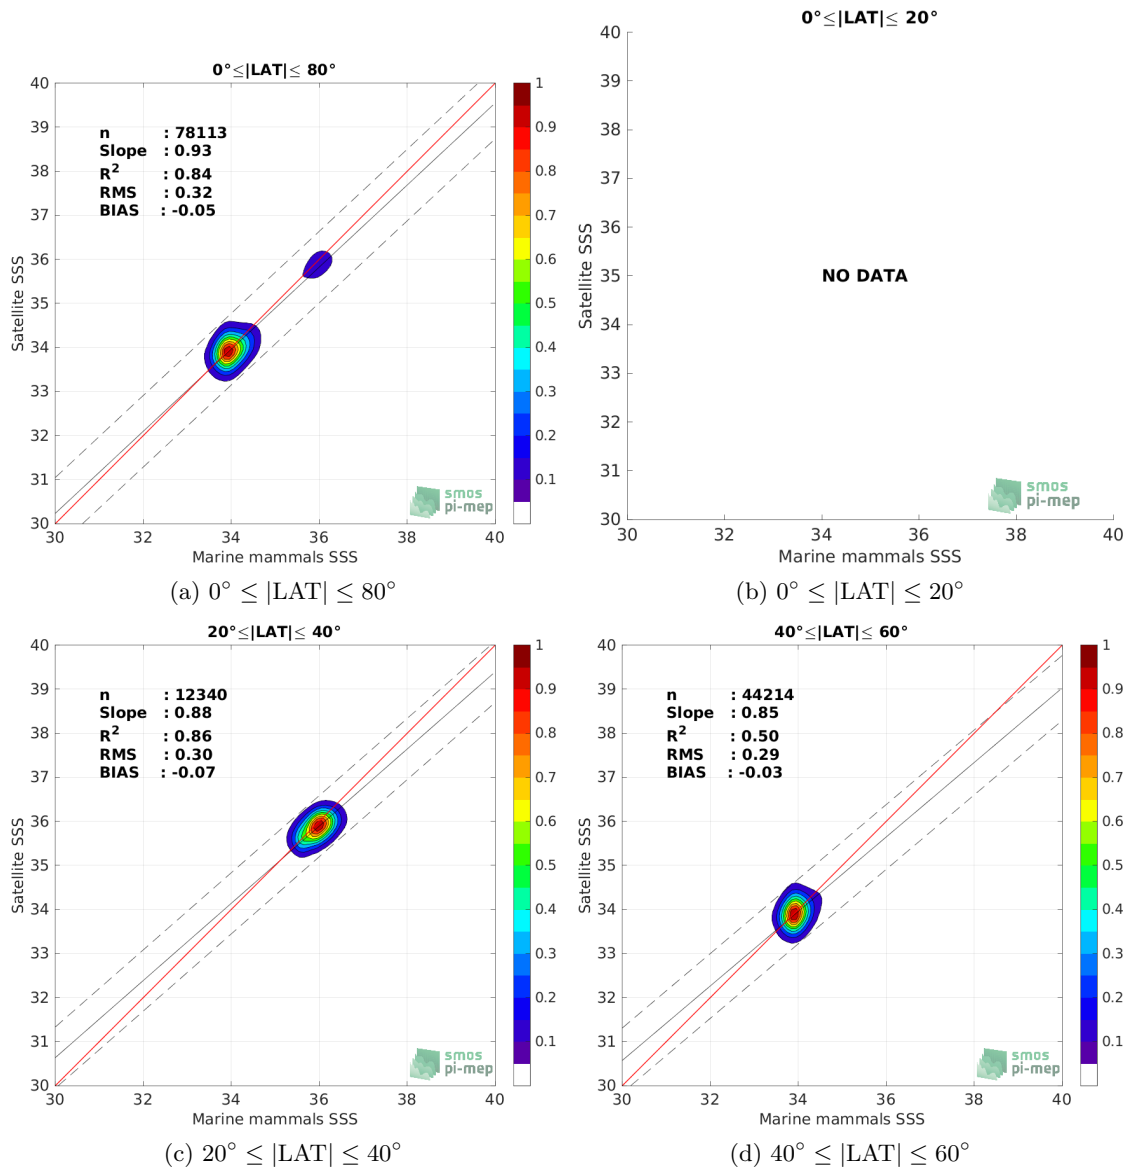 0°≤|LAT|≤ 80°
40
39
38
37
36
35
34
33
32
31
30
30 32 34 36 38 40
Satellite SSS
Marine mammals SSS
n : 78113
Slope : 0.93
R² : 0.84
RMS : 0.32
BIAS : -0.05
1
0.9
0.8
0.7
0.6
0.5
0.4
0.3
0.2
0.1
smos
pi-mep
(a) 0° ≤ |LAT| ≤ 80°
0°≤|LAT|≤ 20°
40
39
38
37
36
35
34
33
32
31
30
30 32 34 36 38 40
Satellite SSS
Marine mammals SSS
NO DATA
smos
pi-mep
(b) 0° ≤ |LAT| ≤ 20°
20°≤|LAT|≤ 40°
40
39
38
37
36
35
34
33
32
31
30
30 32 34 36 38 40
Satellite SSS
Marine mammals SSS
n : 12340
Slope : 0.88
R² : 0.86
RMS : 0.30
BIAS : -0.07
1
0.9
0.8
0.7
0.6
0.5
0.4
0.3
0.2
0.1
smos
pi-mep
(c) 20° ≤ |LAT| ≤ 40°
40°≤|LAT|≤ 60°
40
39
38
37
36
35
34
33
32
31
30
30 32 34 36 38 40
Satellite SSS
Marine mammals SSS
n : 44214
Slope : 0.85
R² : 0.50
RMS : 0.29
BIAS : -0.03
1
0.9
0.8
0.7
0.6
0.5
0.4
0.3
0.2
0.1
smos
pi-mep
(d) 40° ≤ |LAT| ≤ 60°